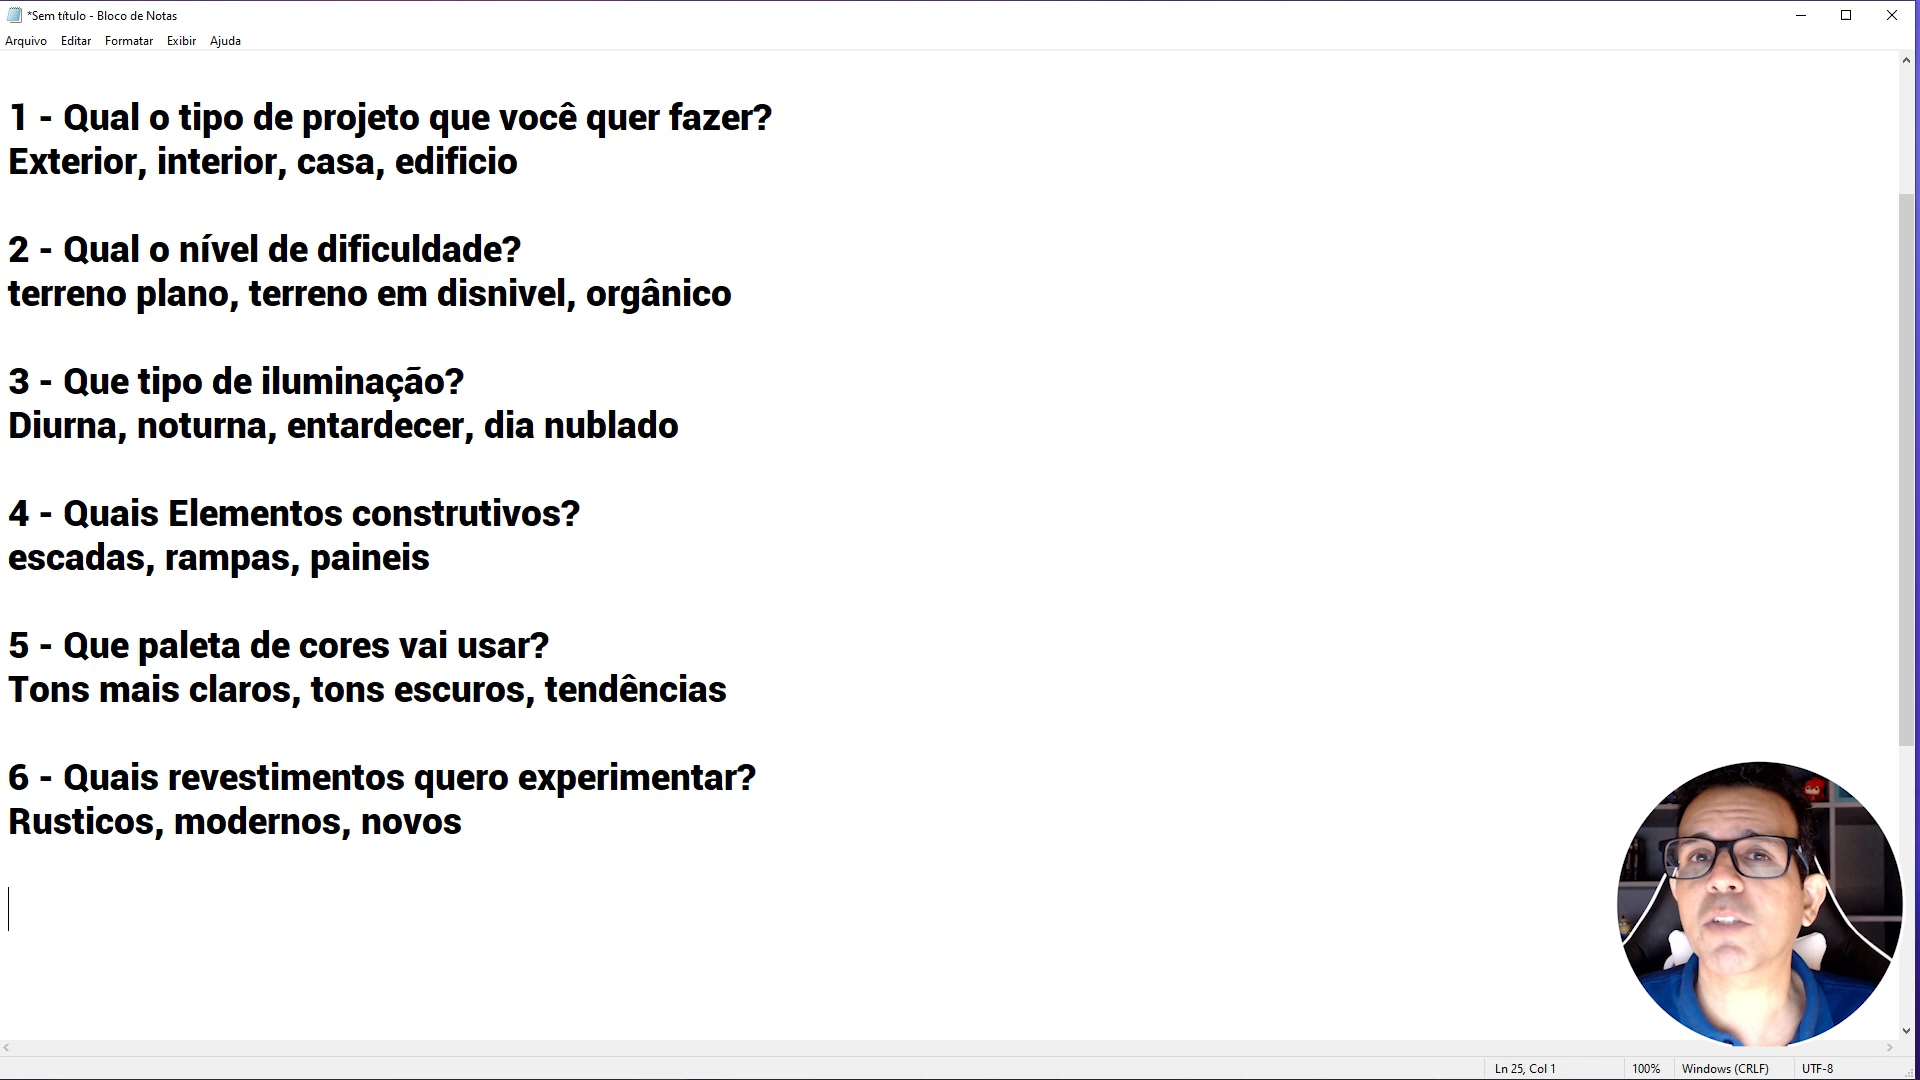 *Sem título - Bloco de Notas
Arquivo Editar Formatar Exibir Ajuda
1 - Qual o tipo de projeto que você quer fazer?
Exterior, interior, casa, edificio
2 - Qual o nível de dificuldade?
terreno plano, terreno em disnivel, orgânico
3 - Que tipo de iluminação?
Diurna, noturna, entardecer, dia nublado
4 - Quais Elementos construtivos?
escadas, rampas, paineis
5 - Que paleta de cores vai usar?
Tons mais claros, tons escuros, tendências
6 - Quais revestimentos quero experimentar?
Rusticos, modernos, novos
Ln 25, Col 1 100% Windows (CRLF) UTF-8